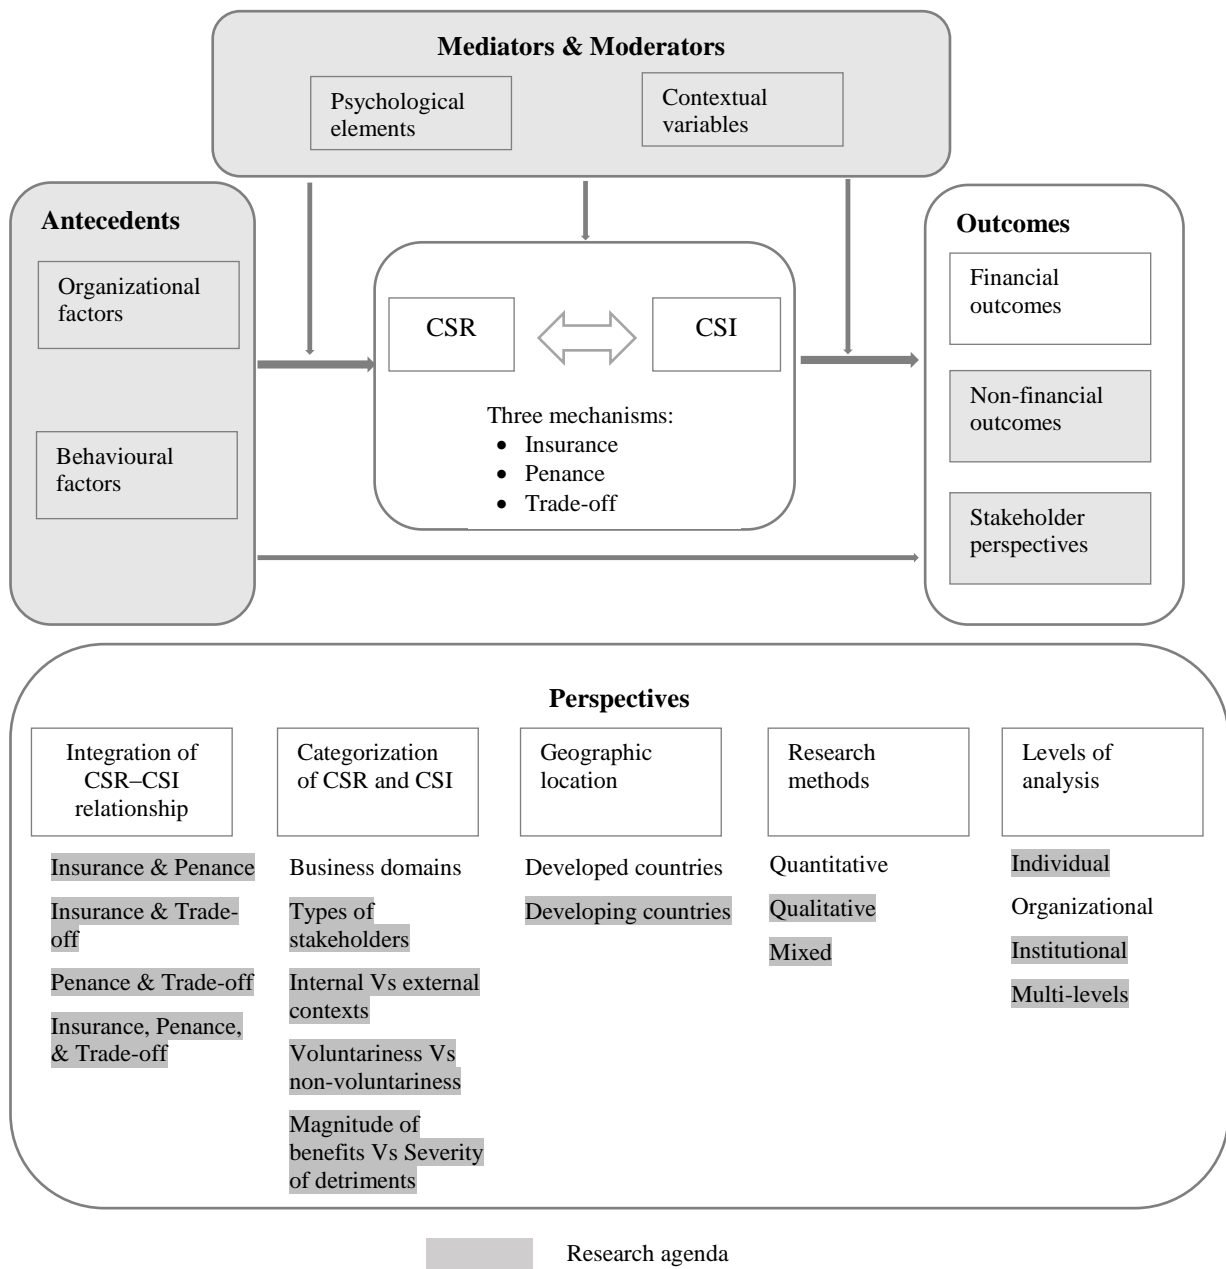 Mediators & Moderators
Psychological
elements
Contextual
variables
Antecedents
Organizational
factors
Behavioural
factors
CSR
CSI
Three mechanisms:
• Insurance
• Penance
• Trade-off
Outcomes
Financial
outcomes
Non-financial
outcomes
Stakeholder
perspectives
Perspectives
Integration of
CSR–CSI
relationship
Insurance & Penance
Insurance & Trade-
off
Penance & Trade-off
Insurance, Penance,
& Trade-off
Categorization
of CSR and CSI
Business domains
Types of
stakeholders
Internal Vs external
contexts
Voluntariness Vs
non-voluntariness
Magnitude of
benefits Vs Severity
of detriments
Geographic
location
Developed countries
Developing countries
Research
methods
Quantitative
Qualitative
Mixed
Levels of
analysis
Individual
Organizational
Institutional
Multi-levels
Research agenda